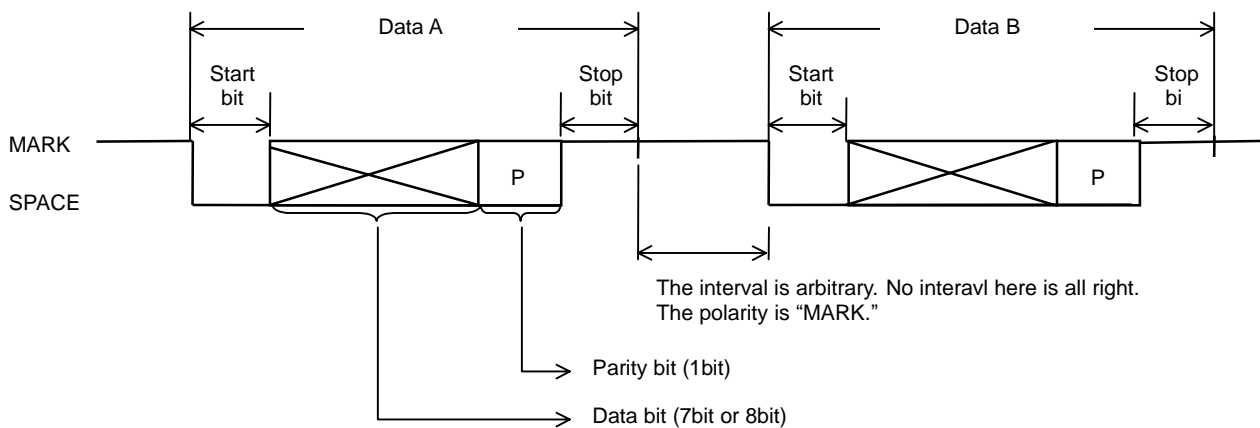 Data A
Data B
Start
bit
Stop
bit
Start
bit
Stop
bi
MARK
P
P
SPACE
The interval is arbitrary. No interavl here is all right.
The polarity is “MARK.”
Parity bit (1bit)
Data bit (7bit or 8bit)